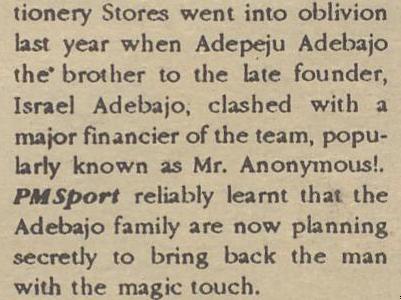 tionery Stores went into oblivion
last year when Adepeju Adebajo
the brother to the late founder,
Israel Adebajo, clashed with a
major financier of the team, popu-
larly known as Mr. Anonymous!.
PMSport reliably learnt that the
Adebajo family are now planning
secretly to bring back the man
with the magic touch.